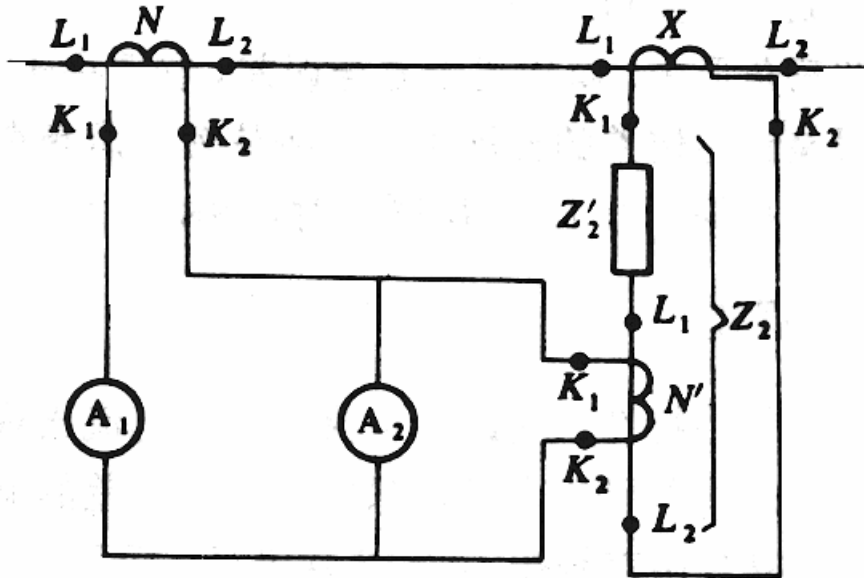 N
L₁ L₂
K₁ K₂
X
L₁ L₂
K₁ K₂
Z′₂
L₁
Z₂
K₁
N′
K₂
L₂
A₁
A₂